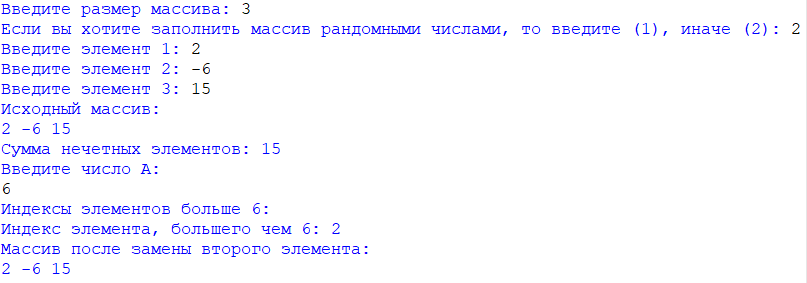 Введите размер массива: 3
Если вы хотите заполнить массив рандомными числами, то введите (1), иначе (2): 2
Введите элемент 1: 2
Введите элемент 2: -6
Введите элемент 3: 15
Исходный массив:
2 -6 15
Сумма нечетных элементов: 15
Введите число A:
6
Индексы элементов больше 6:
Индекс элемента, большего чем 6: 2
Массив после замены второго элемента:
2 -6 15